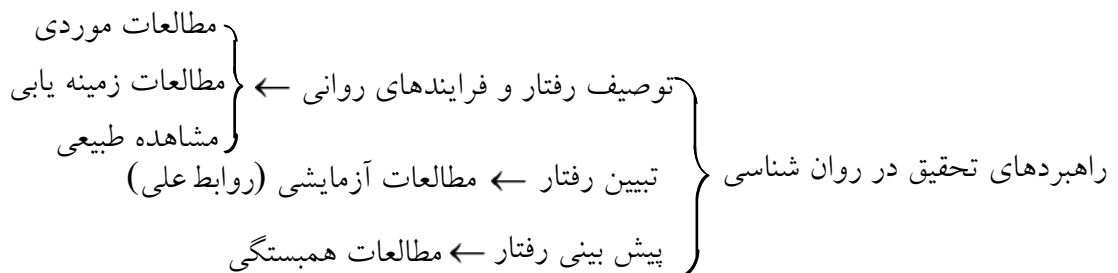 راهبردهای تحقیق در روان شناسی
توصیف رفتار و فرایندهای روانی ←
مطالعات موردی
مطالعات زمینه یابی
مشاهده طبیعی
تبیین رفتار ← مطالعات آزمایشی (روابط علی)
پیش بینی رفتار ← مطالعات همبستگی